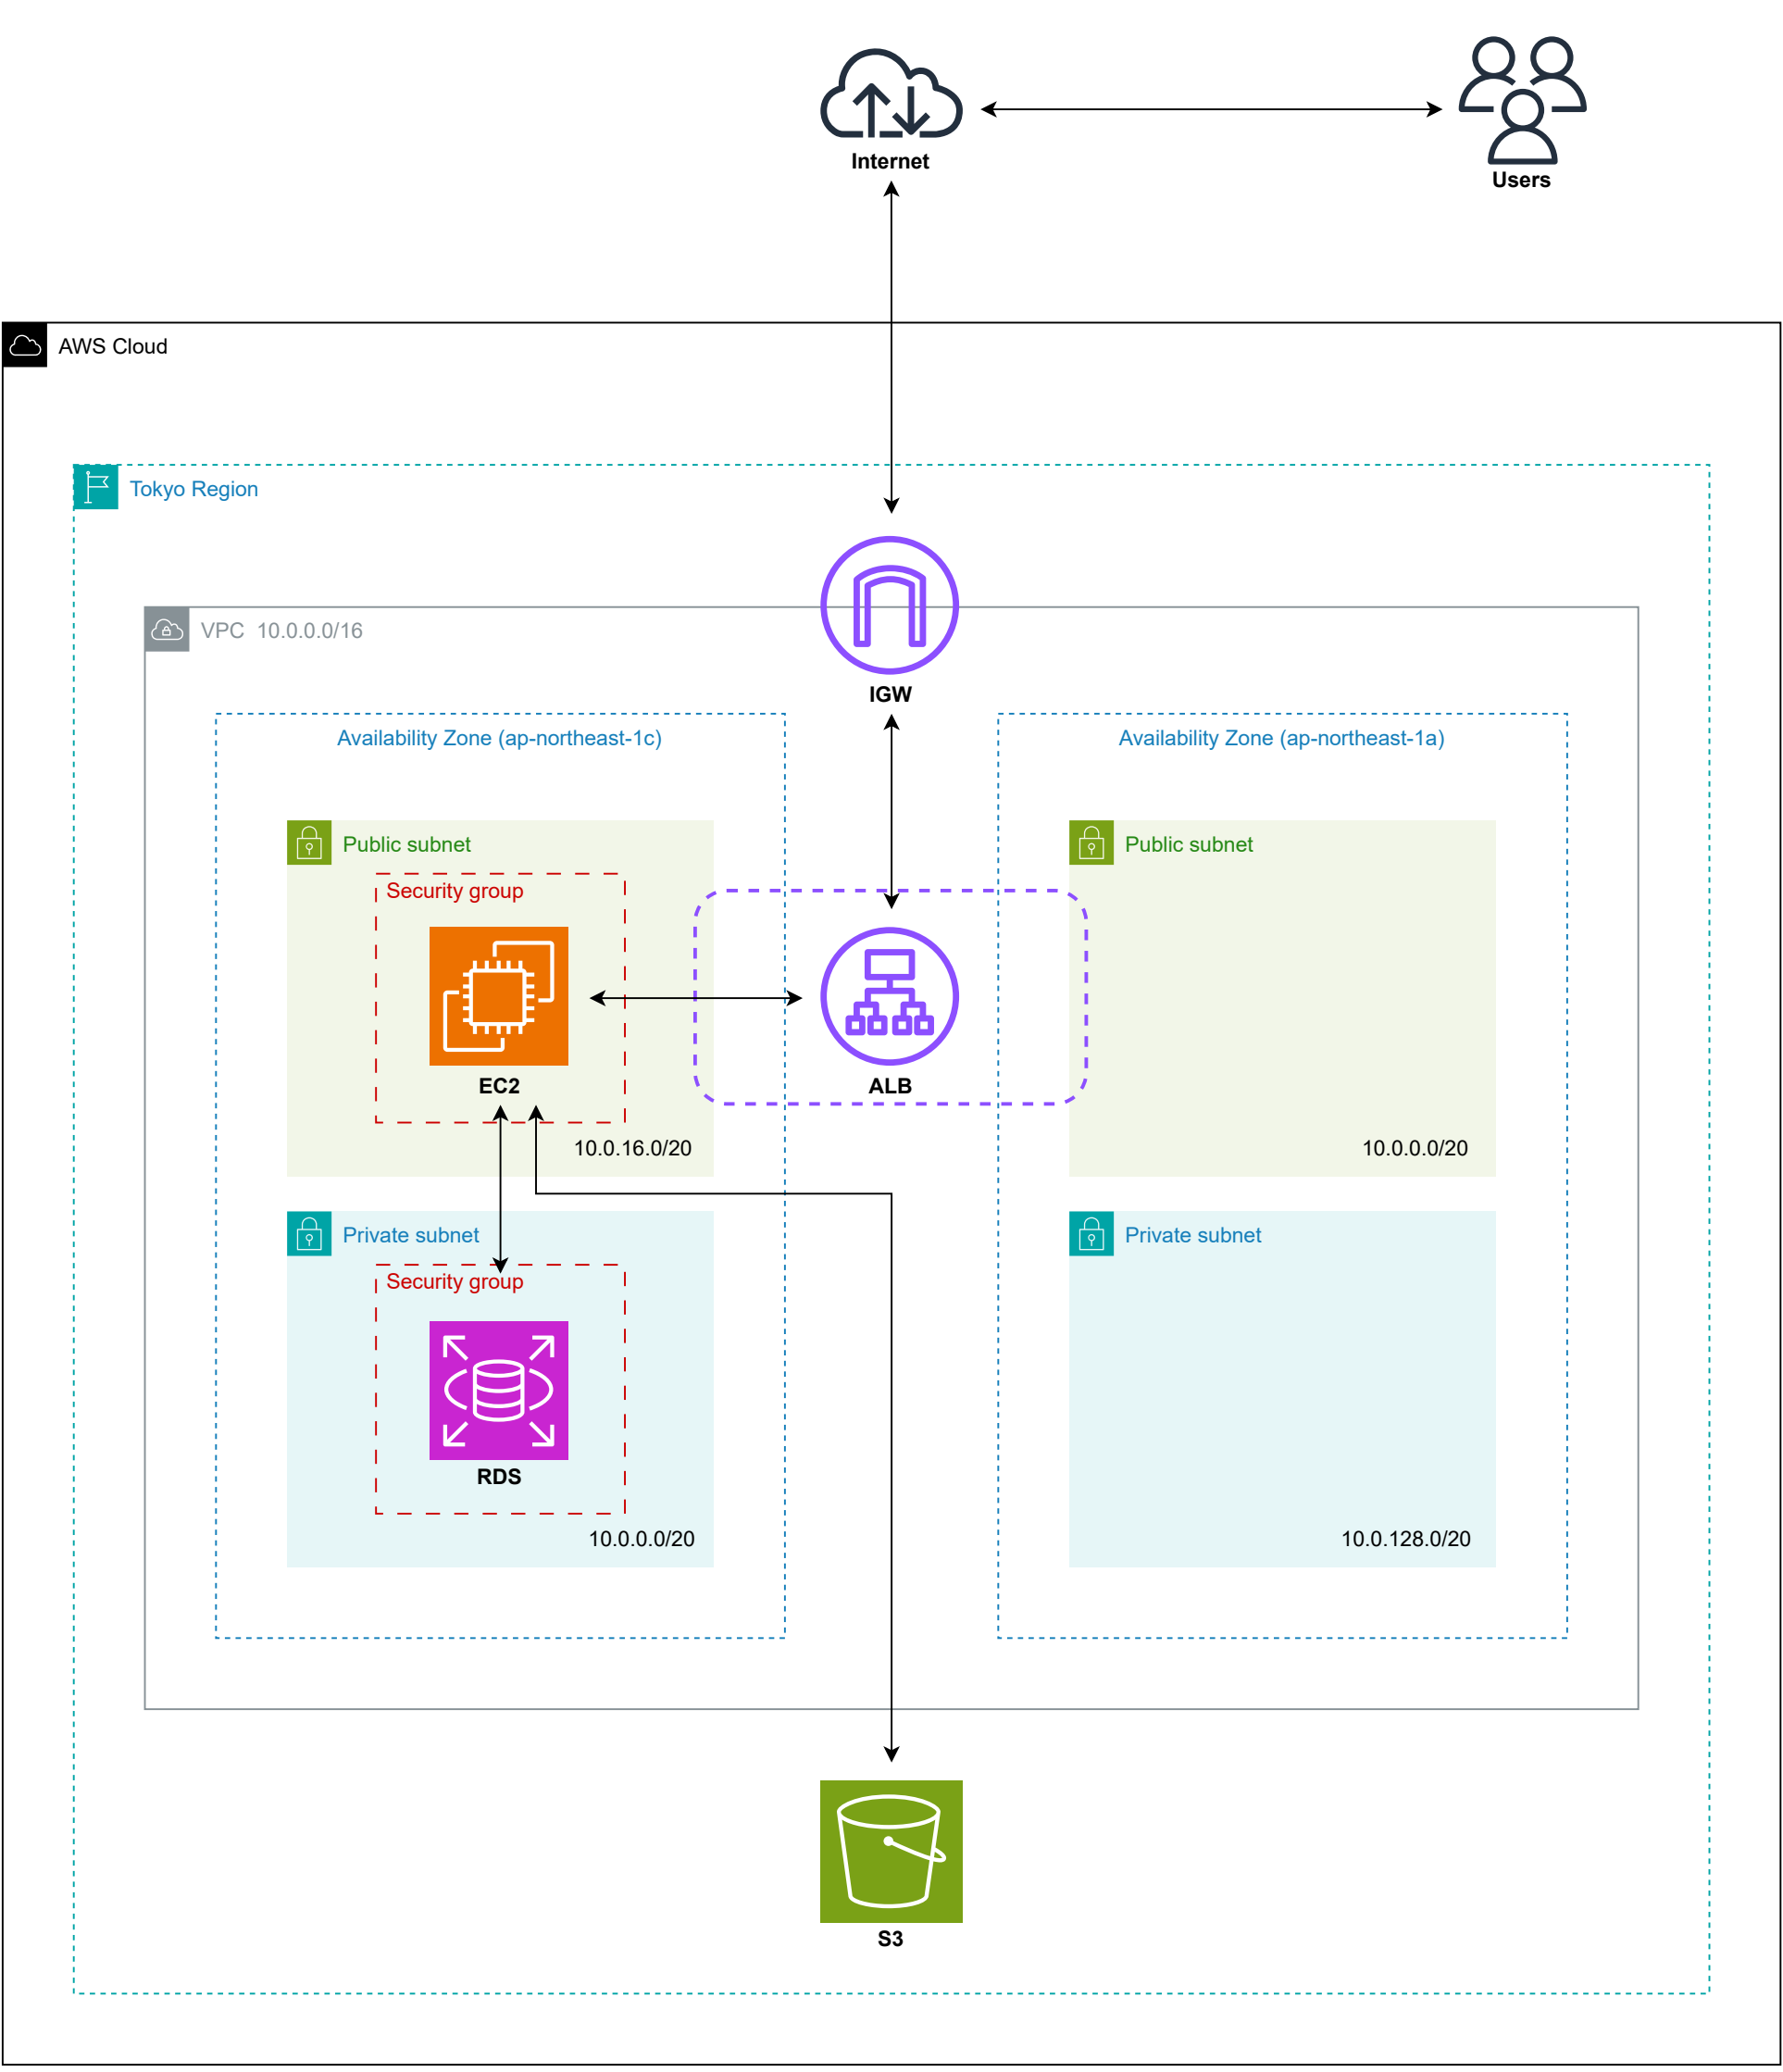 Internet
Users
AWS Cloud
Tokyo Region
VPC 10.0.0.0/16
IGW
Availability Zone (ap-northeast-1c)
Availability Zone (ap-northeast-1a)
Public subnet
Public subnet
Security group
EC2
ALB
10.0.16.0/20
10.0.0.0/20
Private subnet
Private subnet
Security group
RDS
10.0.0.0/20
10.0.128.0/20
S3